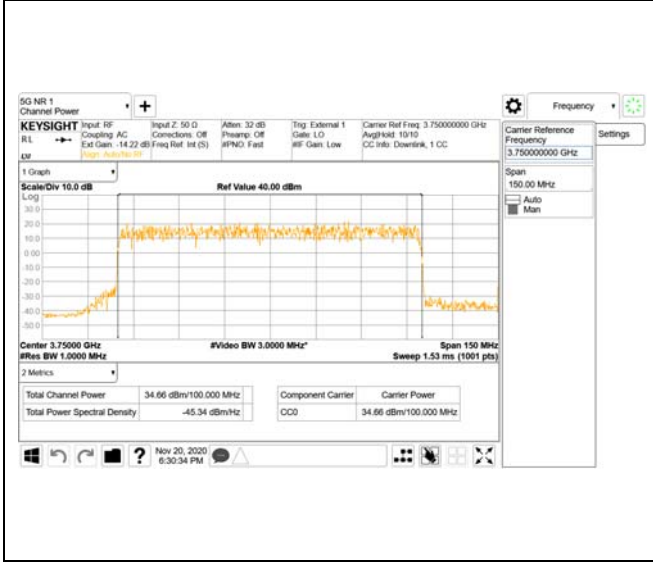 5G NR 1
Channel Power
Frequency
KEYSIGHT
RL
Input: RF
Coupling: AC
Ext Gain: -14.22 dB
Align: Auto/No RF
Input Z: 50 Ω
Corrections: Off
Freq Ref: Int (S)
Atten: 32 dB
Preamp: Off
#PNO: Fast
Trig: External 1
Gate: LO
#IF Gain: Low
Carrier Ref Freq: 3.750000000 GHz
Avg|Hold: 10/10
CC Info: Downlink, 1 CC
Carrier Reference
Frequency
3.750000000 GHz
Settings
Span
150.00 MHz
Auto
Man
1 Graph
Scale/Div 10.0 dB
Ref Value 40.00 dBm
Log
30.0
20.0
10.0
0.00
-10.0
-20.0
-30.0
-40.0
-50.0
Center 3.75000 GHz
#Video BW 3.0000 MHz*
Span 150 MHz
#Res BW 1.0000 MHz
Sweep 1.53 ms (1001 pts)
2 Metrics
Total Channel Power 34.66 dBm/100.000 MHz
Total Power Spectral Density -45.34 dBm/Hz
Component Carrier Carrier Power
CC0 34.66 dBm/100.000 MHz
?
Nov 20, 2020
6:30:34 PM